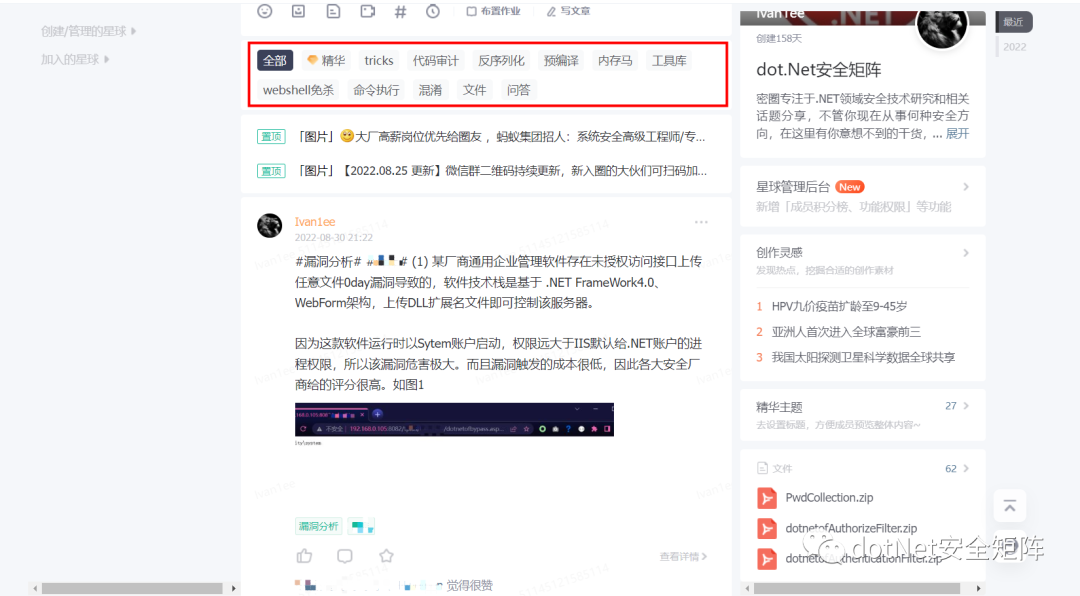 创建/管理的星球
加入的星球
布置作业
写文章
全部 精华 tricks 代码审计 反序列化 预编译 内存马 工具库
webshell免杀 命令执行 混淆 文件 问答
置顶 「图片」大厂高薪岗位优先给圈友 ，蚂蚁集团招人：系统安全高级工程师/专...
置顶 「图片」【2022.08.25 更新】微信群二维码持续更新，新入圈的大伙们可扫码加...
Ivan1ee
2022-08-30 21:22
#漏洞分析# # # (1) 某厂商通用企业管理软件存在未授权访问接口上传
任意文件0day漏洞导致的，软件技术栈是基于 .NET FrameWork4.0、
WebForm架构，上传DLL扩展名文件即可控制该服务器。
因为这款软件运行时以Sytem账户启动，权限远大于IIS默认给.NET账户的进
程权限，所以该漏洞危害极大。而且漏洞触发的成本很低，因此各大安全厂
商给的评分很高。如图1
不安全 192.168.0.105:8082/
漏洞分析
查看详情
觉得很赞
Ivan1ee
创建158天
dot.Net安全矩阵
密圈专注于.NET领域安全技术研究和相关
话题分享，不管你现在从事何种安全方
向，在这里有你意想不到的干货，... 展开
星球管理后台 New
新增「成员积分榜、功能权限」等功能
创作灵感
发现热点，挖掘合适的创作素材
1 HPV九价疫苗扩龄至9-45岁
2 亚洲人首次进入全球富豪前三
3 我国太阳探测卫星科学数据全球共享
精华主题 27
去设置标题，方便成员预览整体内容~
文件 62
PwdCollection.zip
dotnetofAuthorizeFilter.zip
dotnetofAuthenticationFilter.zip
最近
2022
dotNet安全矩阵